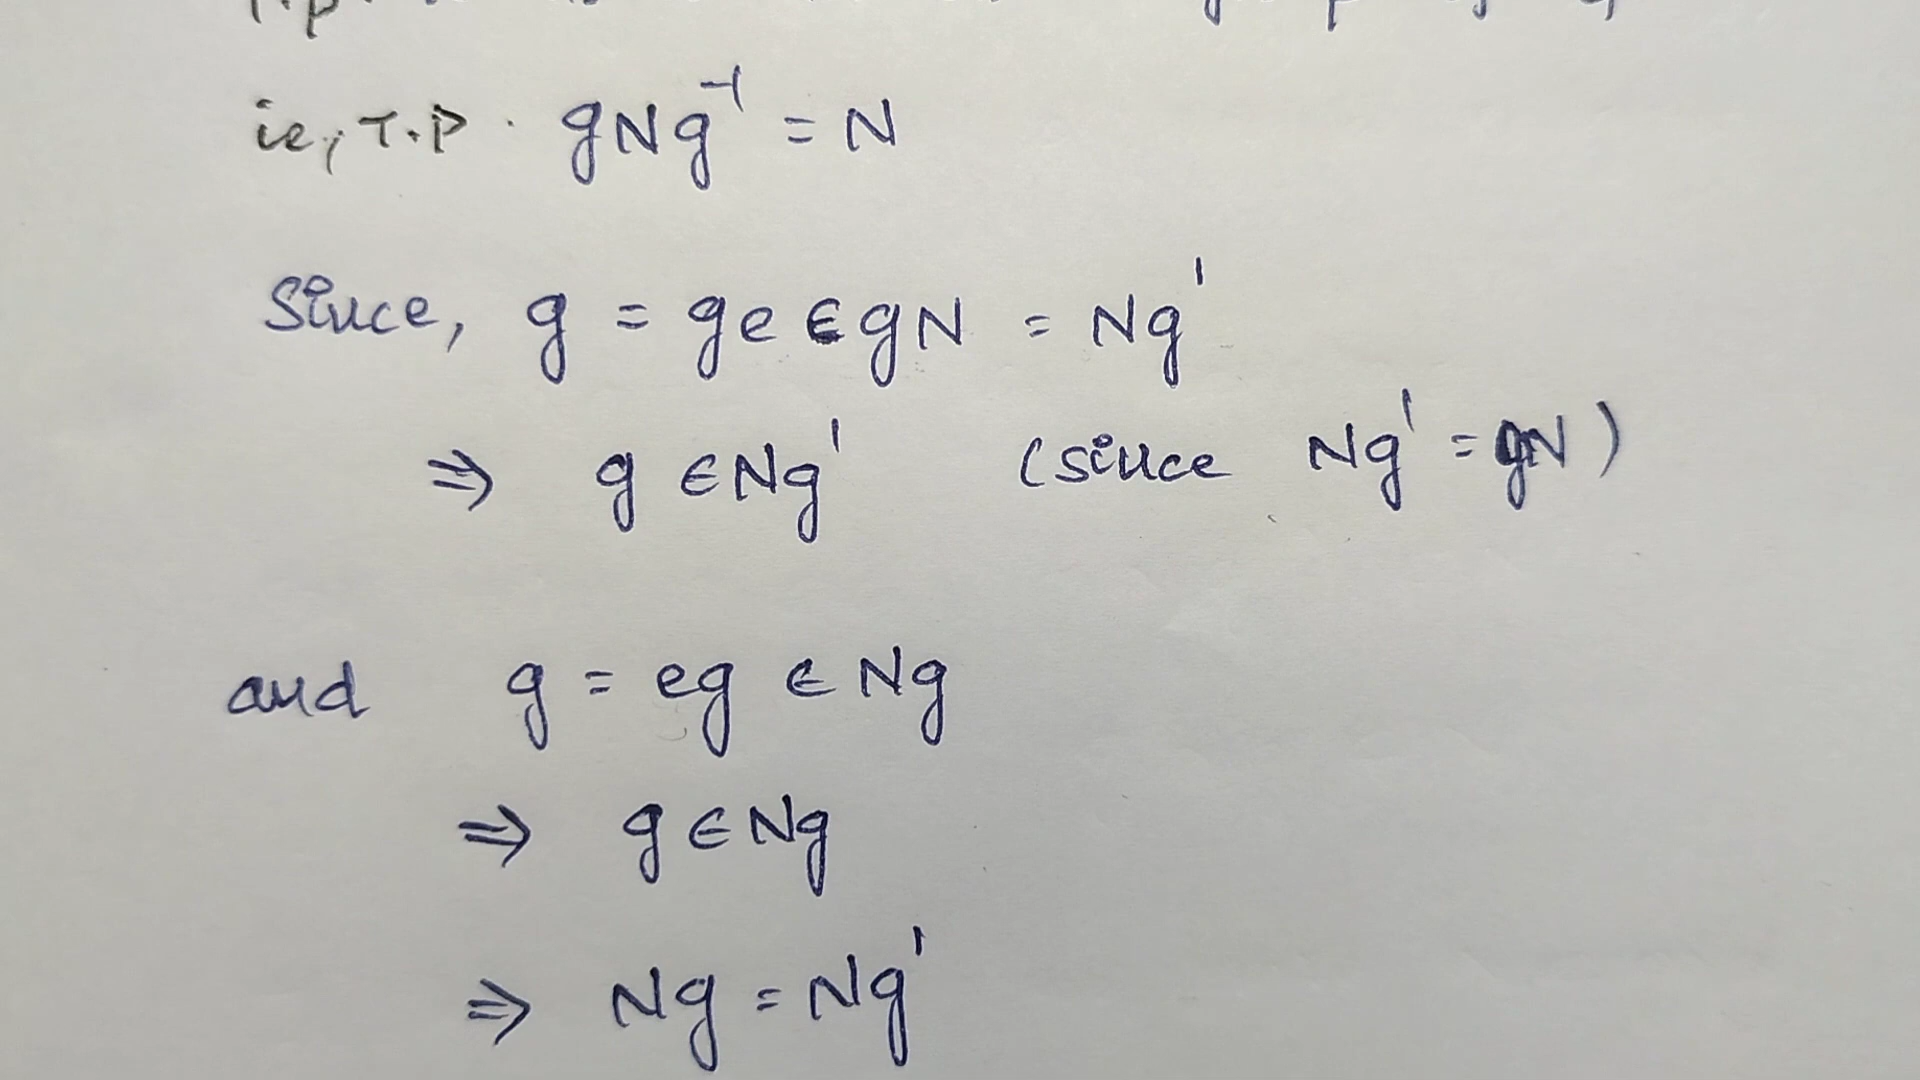 ie, T.P. gNg⁻¹ = N
Since, g = ge ∈ gN = Ng'
⇒ g ∈ Ng' (since Ng' = gN)
and g = eg ∈ Ng
⇒ g ∈ Ng
⇒ Ng = Ng'